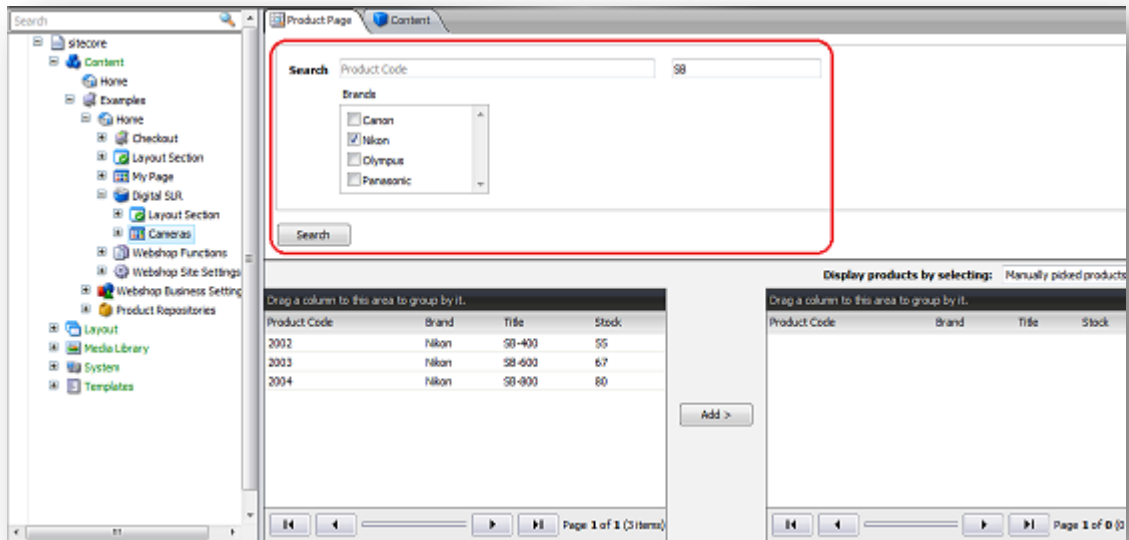 Search
sitecore
Content
Home
Examples
Home
Checkout
Layout Section
My Page
Digital SLR
Layout Section
Cameras
Webshop Functions
Webshop Site Settings
Webshop Business Setting
Product Repositories
Layout
Media Library
System
Templates
Product Page Content
Search Product Code SB
Brands
Canon
Nikon
Olympus
Panasonic
Search
Display products by selecting: Manually picked products
Drag a column to this area to group by it.
Product Code Brand Title Stock
2002 Nikon SB-400 55
2003 Nikon SB-600 67
2004 Nikon SB-800 80
Page 1 of 1 (3 items)
Add >
Drag a column to this area to group by it.
Product Code Brand Title Stock
Page 1 of 0 (0